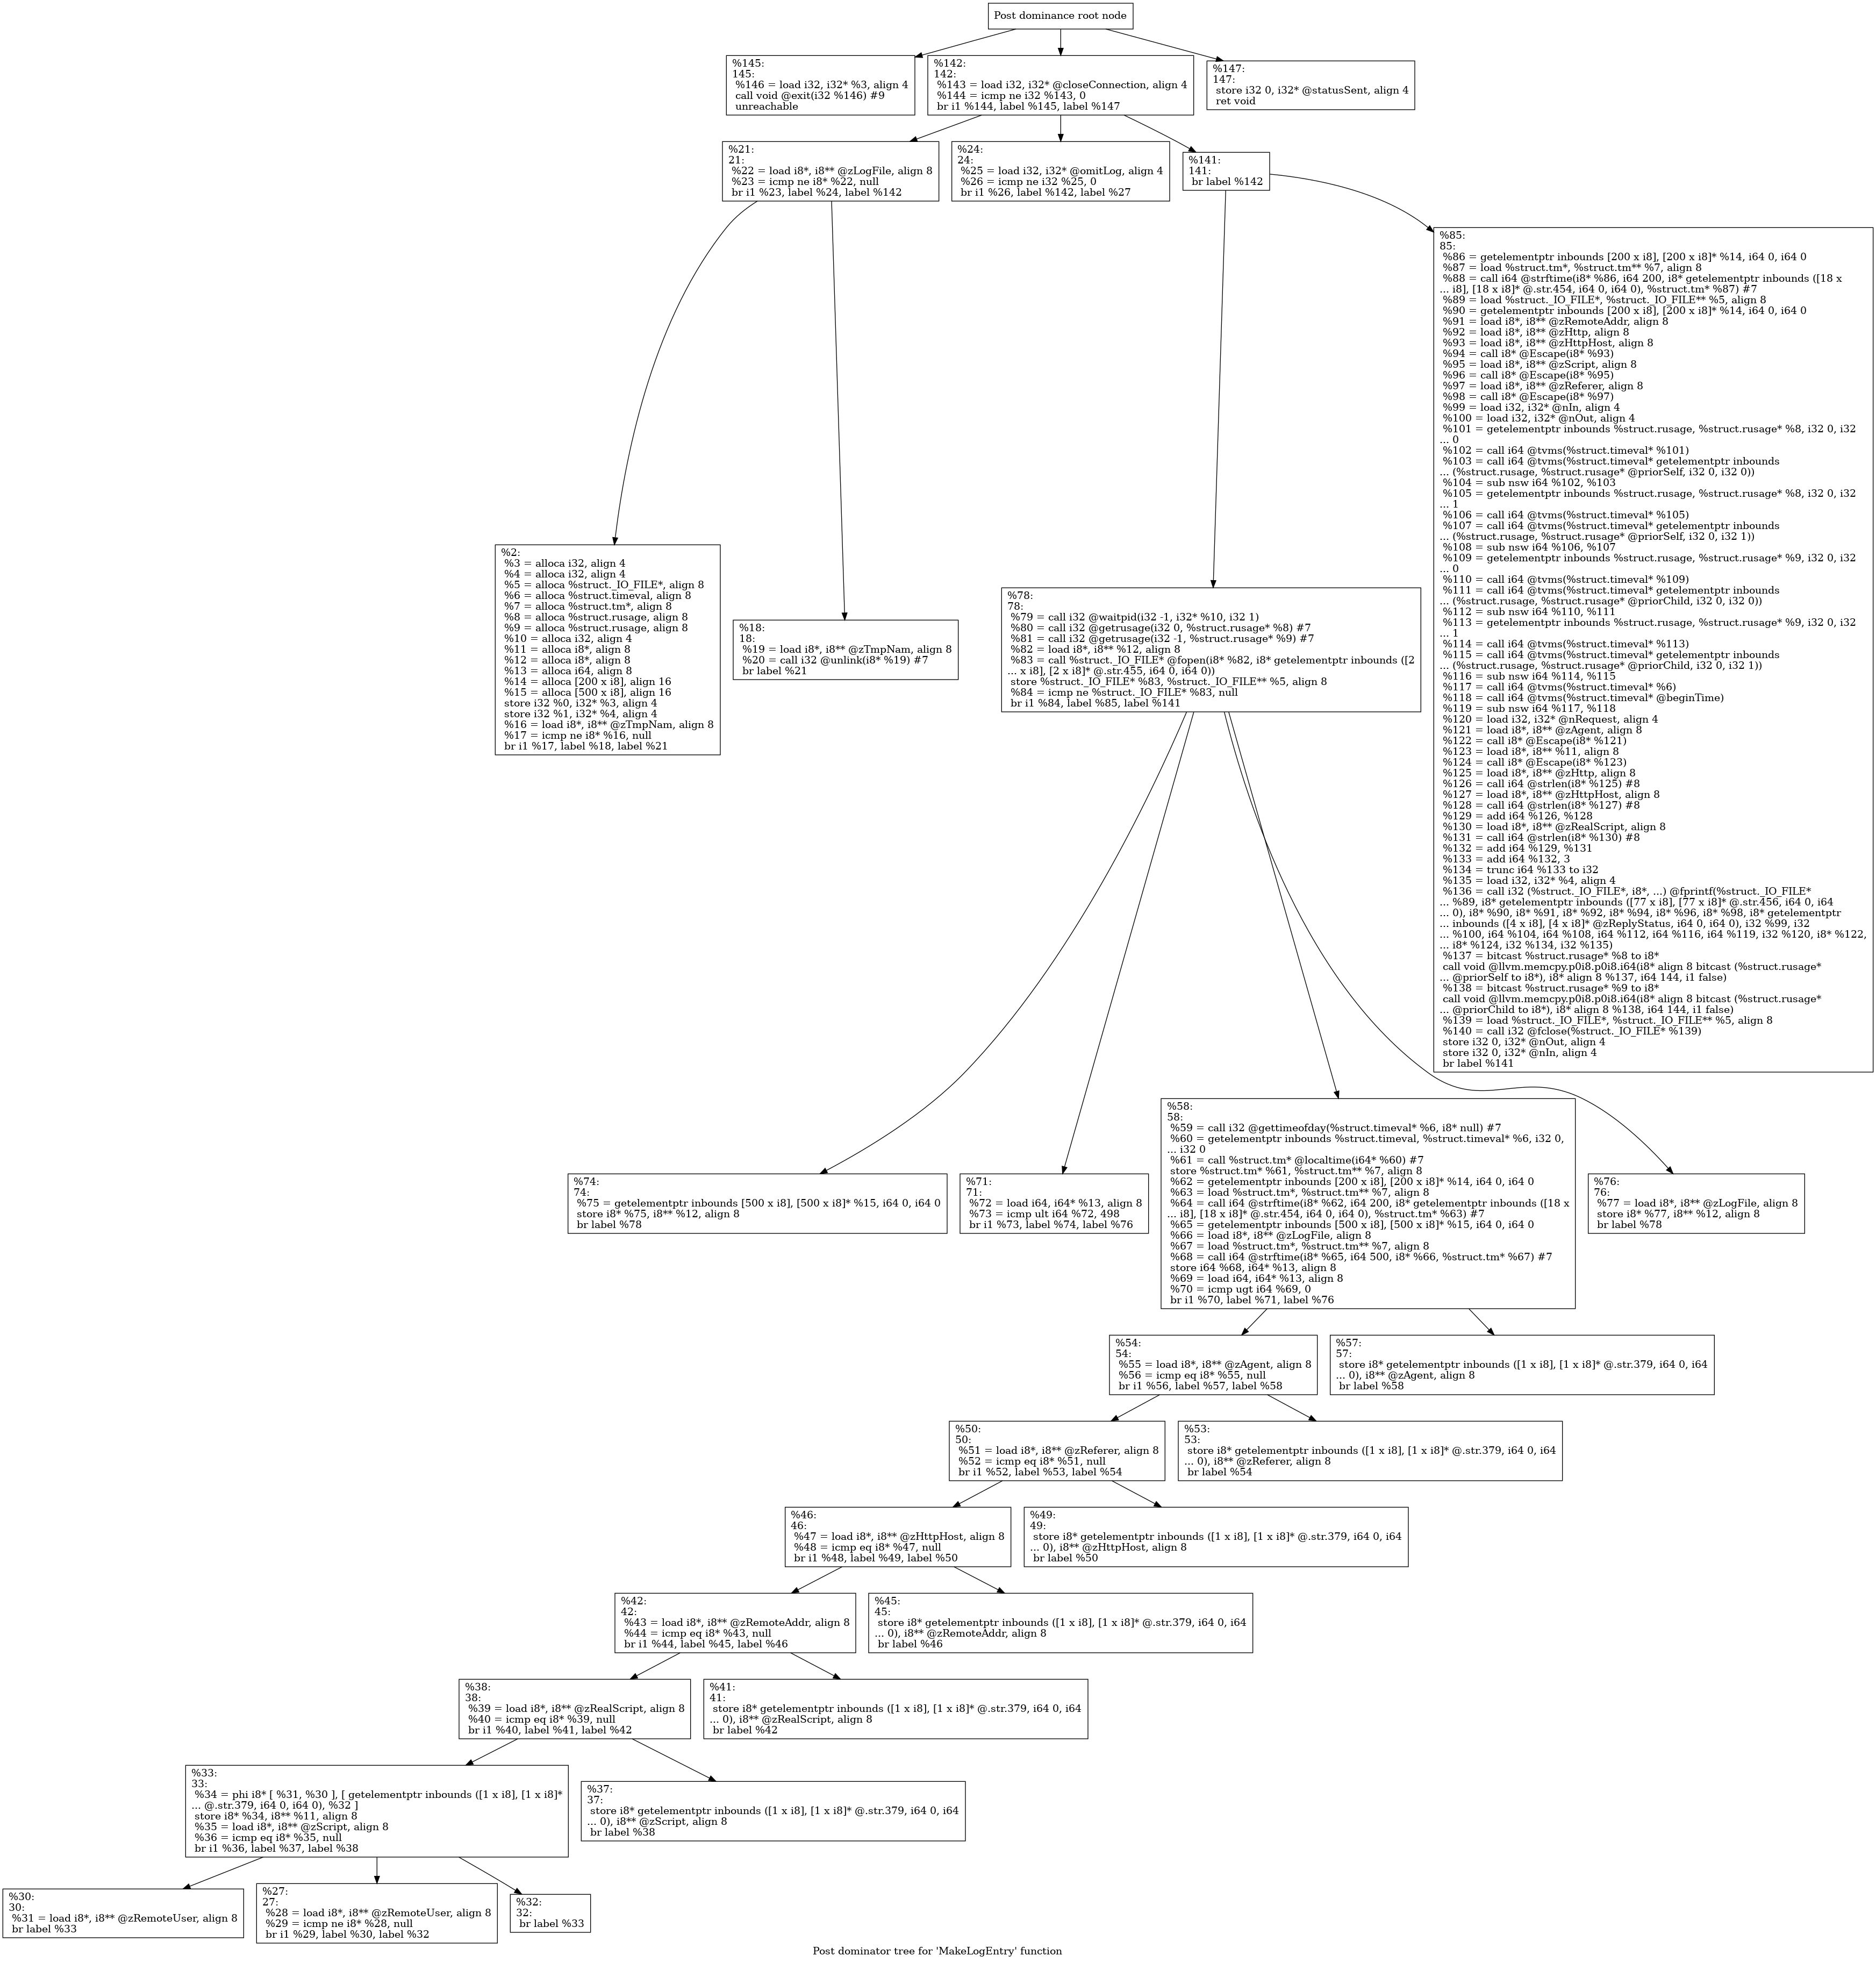 Post dominance root node
%145:
145:
%146 = load i32, i32* %3, align 4
call void @exit(i32 %146) #9
unreachable
%142:
142:
%143 = load i32, i32* @closeConnection, align 4
%144 = icmp ne i32 %143, 0
br i1 %144, label %145, label %147
%147:
147:
store i32 0, i32* @statusSent, align 4
ret void
%21:
21:
%22 = load i8*, i8** @zLogFile, align 8
%23 = icmp ne i8* %22, null
br i1 %23, label %24, label %142
%24:
24:
%25 = load i32, i32* @omitLog, align 4
%26 = icmp ne i32 %25, 0
br i1 %26, label %142, label %27
%141:
141:
br label %142
%85:
85:
%86 = getelementptr inbounds [200 x i8], [200 x i8]* %14, i64 0, i64 0
%87 = load %struct.tm*, %struct.tm** %7, align 8
%88 = call i64 @strftime(i8* %86, i64 200, i8* getelementptr inbounds ([18 x
... i8], [18 x i8]* @.str.454, i64 0, i64 0), %struct.tm* %87) #7
%89 = load %struct._IO_FILE*, %struct._IO_FILE** %5, align 8
%90 = getelementptr inbounds [200 x i8], [200 x i8]* %14, i64 0, i64 0
%91 = load i8*, i8** @zRemoteAddr, align 8
%92 = load i8*, i8** @zHttp, align 8
%93 = load i8*, i8** @zHttpHost, align 8
%94 = call i8* @Escape(i8* %93)
%95 = load i8*, i8** @zScript, align 8
%96 = call i8* @Escape(i8* %95)
%97 = load i8*, i8** @zReferer, align 8
%98 = call i8* @Escape(i8* %97)
%99 = load i32, i32* @nIn, align 4
%100 = load i32, i32* @nOut, align 4
%101 = getelementptr inbounds %struct.rusage, %struct.rusage* %8, i32 0, i32
... 0
%102 = call i64 @tvms(%struct.timeval* %101)
%103 = call i64 @tvms(%struct.timeval* getelementptr inbounds
... (%struct.rusage, %struct.rusage* @priorSelf, i32 0, i32 0))
%104 = sub nsw i64 %102, %103
%105 = getelementptr inbounds %struct.rusage, %struct.rusage* %8, i32 0, i32
... 1
%106 = call i64 @tvms(%struct.timeval* %105)
%107 = call i64 @tvms(%struct.timeval* getelementptr inbounds
... (%struct.rusage, %struct.rusage* @priorSelf, i32 0, i32 1))
%108 = sub nsw i64 %106, %107
%109 = getelementptr inbounds %struct.rusage, %struct.rusage* %9, i32 0, i32
... 0
%110 = call i64 @tvms(%struct.timeval* %109)
%111 = call i64 @tvms(%struct.timeval* getelementptr inbounds
... (%struct.rusage, %struct.rusage* @priorChild, i32 0, i32 0))
%112 = sub nsw i64 %110, %111
%113 = getelementptr inbounds %struct.rusage, %struct.rusage* %9, i32 0, i32
... 1
%114 = call i64 @tvms(%struct.timeval* %113)
%115 = call i64 @tvms(%struct.timeval* getelementptr inbounds
... (%struct.rusage, %struct.rusage* @priorChild, i32 0, i32 1))
%116 = sub nsw i64 %114, %115
%117 = call i64 @tvms(%struct.timeval* %6)
%118 = call i64 @tvms(%struct.timeval* @beginTime)
%119 = sub nsw i64 %117, %118
%120 = load i32, i32* @nRequest, align 4
%121 = load i8*, i8** @zAgent, align 8
%122 = call i8* @Escape(i8* %121)
%123 = load i8*, i8** %11, align 8
%124 = call i8* @Escape(i8* %123)
%125 = load i8*, i8** @zHttp, align 8
%126 = call i64 @strlen(i8* %125) #8
%127 = load i8*, i8** @zHttpHost, align 8
%128 = call i64 @strlen(i8* %127) #8
%129 = add i64 %126, %128
%130 = load i8*, i8** @zRealScript, align 8
%131 = call i64 @strlen(i8* %130) #8
%132 = add i64 %129, %131
%133 = add i64 %132, 3
%134 = trunc i64 %133 to i32
%135 = load i32, i32* %4, align 4
%136 = call i32 (%struct._IO_FILE*, i8*, ...) @fprintf(%struct._IO_FILE*
... %89, i8* getelementptr inbounds ([77 x i8], [77 x i8]* @.str.456, i64 0, i64
... 0), i8* %90, i8* %91, i8* %92, i8* %94, i8* %96, i8* %98, i8* getelementptr
... inbounds ([4 x i8], [4 x i8]* @zReplyStatus, i64 0, i64 0), i32 %99, i32
... %100, i64 %104, i64 %108, i64 %112, i64 %116, i64 %119, i32 %120, i8* %122,
... i8* %124, i32 %134, i32 %135)
%137 = bitcast %struct.rusage* %8 to i8*
call void @llvm.memcpy.p0i8.p0i8.i64(i8* align 8 bitcast (%struct.rusage*
... @priorSelf to i8*), i8* align 8 %137, i64 144, i1 false)
%138 = bitcast %struct.rusage* %9 to i8*
call void @llvm.memcpy.p0i8.p0i8.i64(i8* align 8 bitcast (%struct.rusage*
... @priorChild to i8*), i8* align 8 %138, i64 144, i1 false)
%139 = load %struct._IO_FILE*, %struct._IO_FILE** %5, align 8
%140 = call i32 @fclose(%struct._IO_FILE* %139)
store i32 0, i32* @nOut, align 4
store i32 0, i32* @nIn, align 4
br label %141
%2:
%3 = alloca i32, align 4
%4 = alloca i32, align 4
%5 = alloca %struct._IO_FILE*, align 8
%6 = alloca %struct.timeval, align 8
%7 = alloca %struct.tm*, align 8
%8 = alloca %struct.rusage, align 8
%9 = alloca %struct.rusage, align 8
%10 = alloca i32, align 4
%11 = alloca i8*, align 8
%12 = alloca i8*, align 8
%13 = alloca i64, align 8
%14 = alloca [200 x i8], align 16
%15 = alloca [500 x i8], align 16
store i32 %0, i32* %3, align 4
store i32 %1, i32* %4, align 4
%16 = load i8*, i8** @zTmpNam, align 8
%17 = icmp ne i8* %16, null
br i1 %17, label %18, label %21
%18:
18:
%19 = load i8*, i8** @zTmpNam, align 8
%20 = call i32 @unlink(i8* %19) #7
br label %21
%78:
78:
%79 = call i32 @waitpid(i32 -1, i32* %10, i32 1)
%80 = call i32 @getrusage(i32 0, %struct.rusage* %8) #7
%81 = call i32 @getrusage(i32 -1, %struct.rusage* %9) #7
%82 = load i8*, i8** %12, align 8
%83 = call %struct._IO_FILE* @fopen(i8* %82, i8* getelementptr inbounds ([2
... x i8], [2 x i8]* @.str.455, i64 0, i64 0))
store %struct._IO_FILE* %83, %struct._IO_FILE** %5, align 8
%84 = icmp ne %struct._IO_FILE* %83, null
br i1 %84, label %85, label %141
%74:
74:
%75 = getelementptr inbounds [500 x i8], [500 x i8]* %15, i64 0, i64 0
store i8* %75, i8** %12, align 8
br label %78
%71:
71:
%72 = load i64, i64* %13, align 8
%73 = icmp ult i64 %72, 498
br i1 %73, label %74, label %76
%58:
58:
%59 = call i32 @gettimeofday(%struct.timeval* %6, i8* null) #7
%60 = getelementptr inbounds %struct.timeval, %struct.timeval* %6, i32 0,
... i32 0
%61 = call %struct.tm* @localtime(i64* %60) #7
store %struct.tm* %61, %struct.tm** %7, align 8
%62 = getelementptr inbounds [200 x i8], [200 x i8]* %14, i64 0, i64 0
%63 = load %struct.tm*, %struct.tm** %7, align 8
%64 = call i64 @strftime(i8* %62, i64 200, i8* getelementptr inbounds ([18 x
... i8], [18 x i8]* @.str.454, i64 0, i64 0), %struct.tm* %63) #7
%65 = getelementptr inbounds [500 x i8], [500 x i8]* %15, i64 0, i64 0
%66 = load i8*, i8** @zLogFile, align 8
%67 = load %struct.tm*, %struct.tm** %7, align 8
%68 = call i64 @strftime(i8* %65, i64 500, i8* %66, %struct.tm* %67) #7
store i64 %68, i64* %13, align 8
%69 = load i64, i64* %13, align 8
%70 = icmp ugt i64 %69, 0
br i1 %70, label %71, label %76
%76:
76:
%77 = load i8*, i8** @zLogFile, align 8
store i8* %77, i8** %12, align 8
br label %78
%54:
54:
%55 = load i8*, i8** @zAgent, align 8
%56 = icmp eq i8* %55, null
br i1 %56, label %57, label %58
%57:
57:
store i8* getelementptr inbounds ([1 x i8], [1 x i8]* @.str.379, i64 0, i64
... 0), i8** @zAgent, align 8
br label %58
%50:
50:
%51 = load i8*, i8** @zReferer, align 8
%52 = icmp eq i8* %51, null
br i1 %52, label %53, label %54
%53:
53:
store i8* getelementptr inbounds ([1 x i8], [1 x i8]* @.str.379, i64 0, i64
... 0), i8** @zReferer, align 8
br label %54
%46:
46:
%47 = load i8*, i8** @zHttpHost, align 8
%48 = icmp eq i8* %47, null
br i1 %48, label %49, label %50
%49:
49:
store i8* getelementptr inbounds ([1 x i8], [1 x i8]* @.str.379, i64 0, i64
... 0), i8** @zHttpHost, align 8
br label %50
%42:
42:
%43 = load i8*, i8** @zRemoteAddr, align 8
%44 = icmp eq i8* %43, null
br i1 %44, label %45, label %46
%45:
45:
store i8* getelementptr inbounds ([1 x i8], [1 x i8]* @.str.379, i64 0, i64
... 0), i8** @zRemoteAddr, align 8
br label %46
%38:
38:
%39 = load i8*, i8** @zRealScript, align 8
%40 = icmp eq i8* %39, null
br i1 %40, label %41, label %42
%41:
41:
store i8* getelementptr inbounds ([1 x i8], [1 x i8]* @.str.379, i64 0, i64
... 0), i8** @zRealScript, align 8
br label %42
%33:
33:
%34 = phi i8* [ %31, %30 ], [ getelementptr inbounds ([1 x i8], [1 x i8]*
... @.str.379, i64 0, i64 0), %32 ]
store i8* %34, i8** %11, align 8
%35 = load i8*, i8** @zScript, align 8
%36 = icmp eq i8* %35, null
br i1 %36, label %37, label %38
%37:
37:
store i8* getelementptr inbounds ([1 x i8], [1 x i8]* @.str.379, i64 0, i64
... 0), i8** @zScript, align 8
br label %38
%30:
30:
%31 = load i8*, i8** @zRemoteUser, align 8
br label %33
%27:
27:
%28 = load i8*, i8** @zRemoteUser, align 8
%29 = icmp ne i8* %28, null
br i1 %29, label %30, label %32
%32:
32:
br label %33
Post dominator tree for 'MakeLogEntry' function